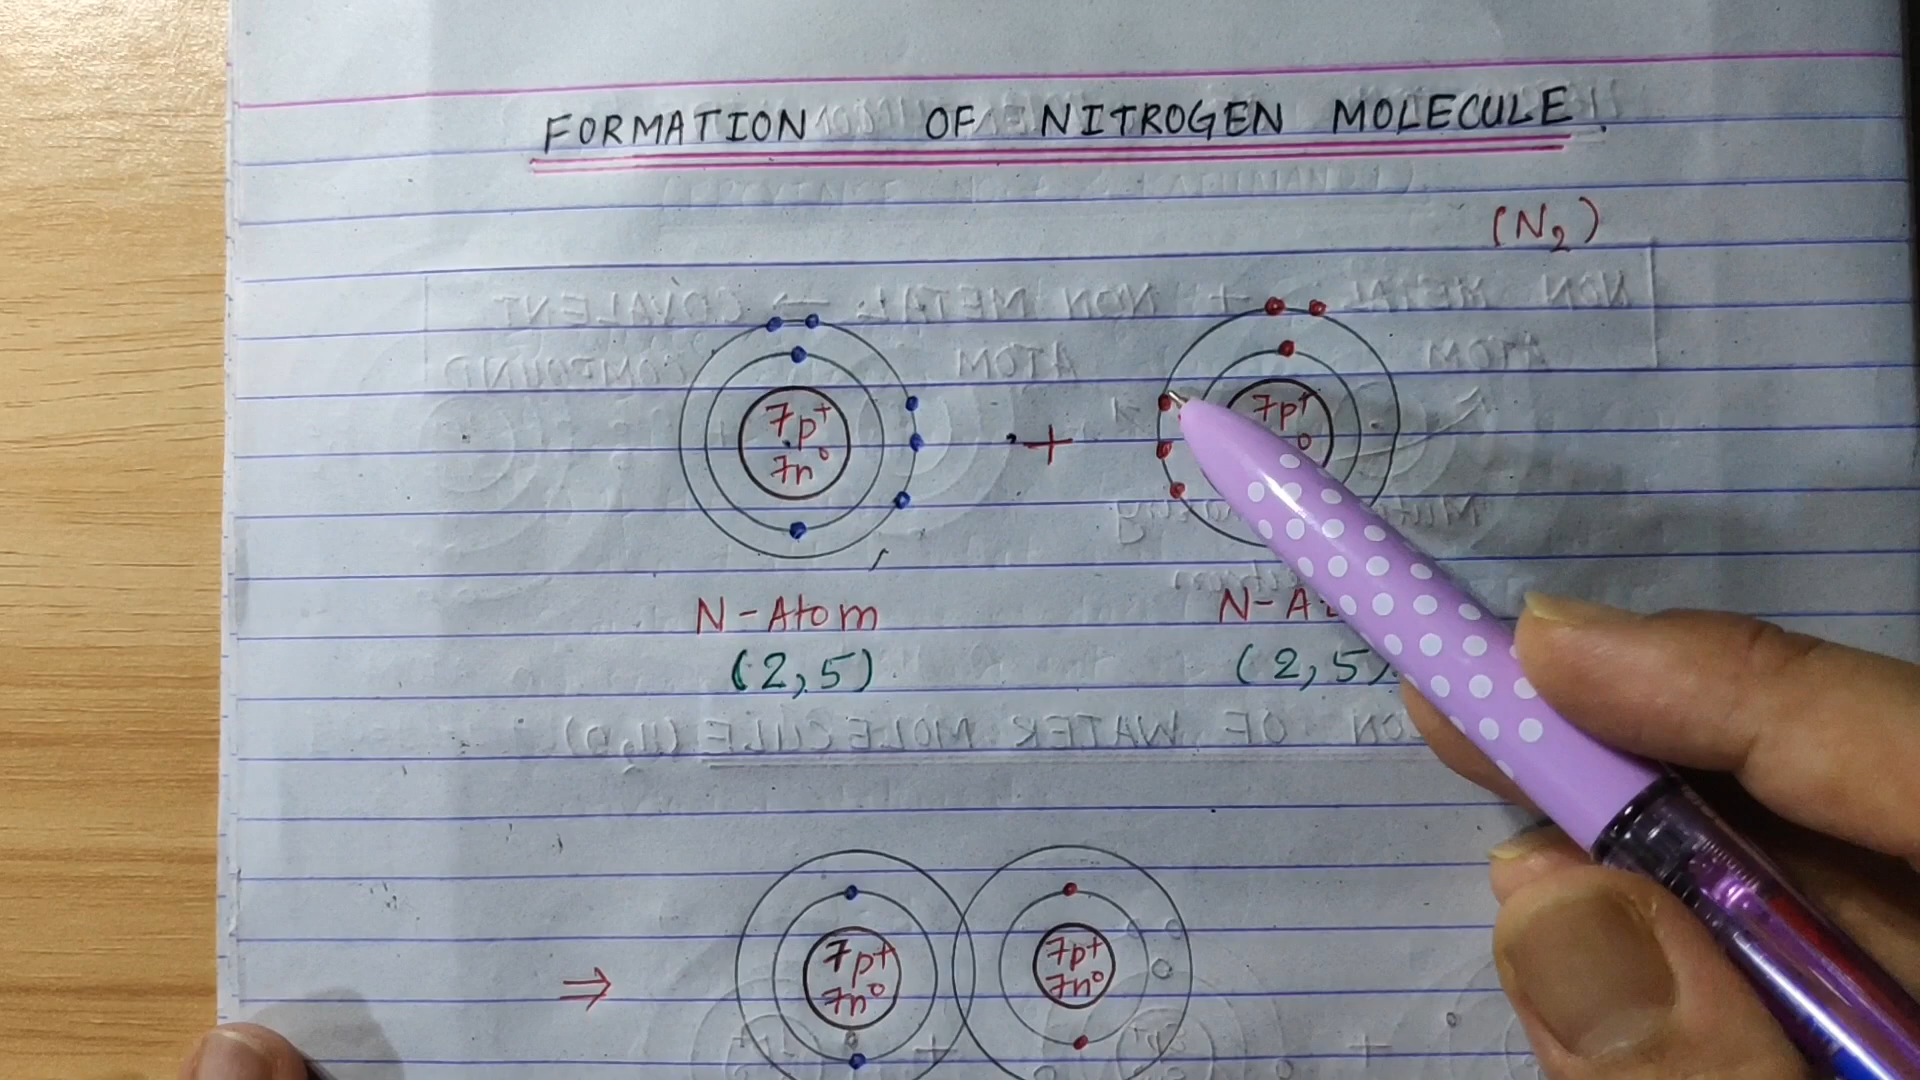 FORMATION OF NITROGEN MOLECULE.
(N₂)
7p⁺ 7p⁺
7n⁰
+
N-Atom
(2,5) (2,5)
⇒ 7p⁺ 7p⁺
7n⁰ 7n⁰